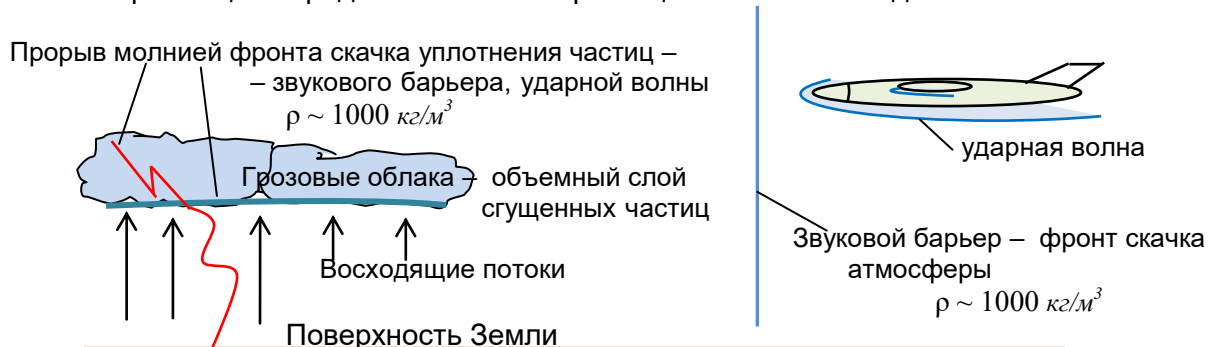 Прорыв молнией фронта скачка уплотнения частиц –
– звукового барьера, ударной волны
ρ ~ 1000 кг/м³
Грозовые облака – объемный слой
сгущенных частиц
Восходящие потоки
Поверхность Земли
ударная волна
Звуковой барьер – фронт скачка
атмосферы
ρ ~ 1000 кг/м³